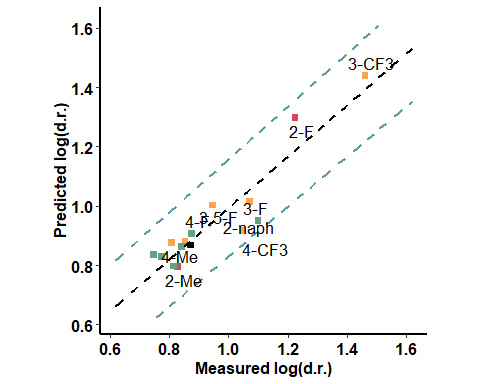 Predicted log(d.r.)
1.6
1.4
1.2
1.0
0.8
0.6
3-CF3
2-F
3-F
3,5-F
4-F
2-naph
4-CF3
4-Me
2-Me
0.6 0.8 1.0 1.2 1.4 1.6
Measured log(d.r.)